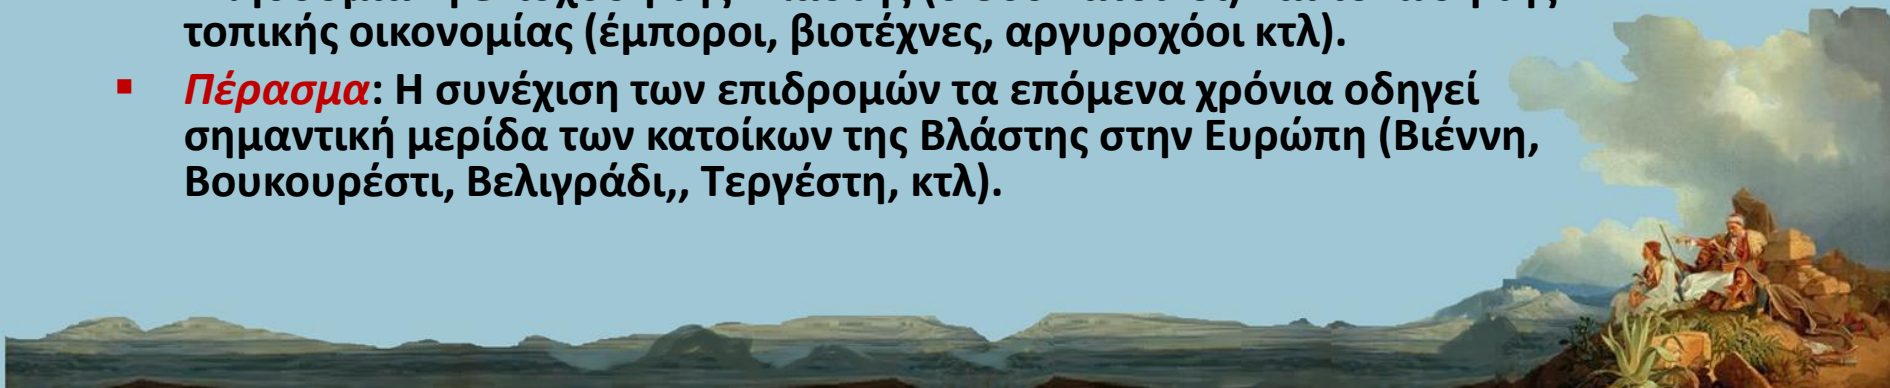 τοπικής οικονομίας (έμποροι, βιοτέχνες, αργυροχόοι κτλ).
▪ Πέρασμα: Η συνέχιση των επιδρομών τα επόμενα χρόνια οδηγεί
σημαντική μερίδα των κατοίκων της Βλάστης στην Ευρώπη (Βιέννη,
Βουκουρέστι, Βελιγράδι,, Τεργέστη, κτλ).